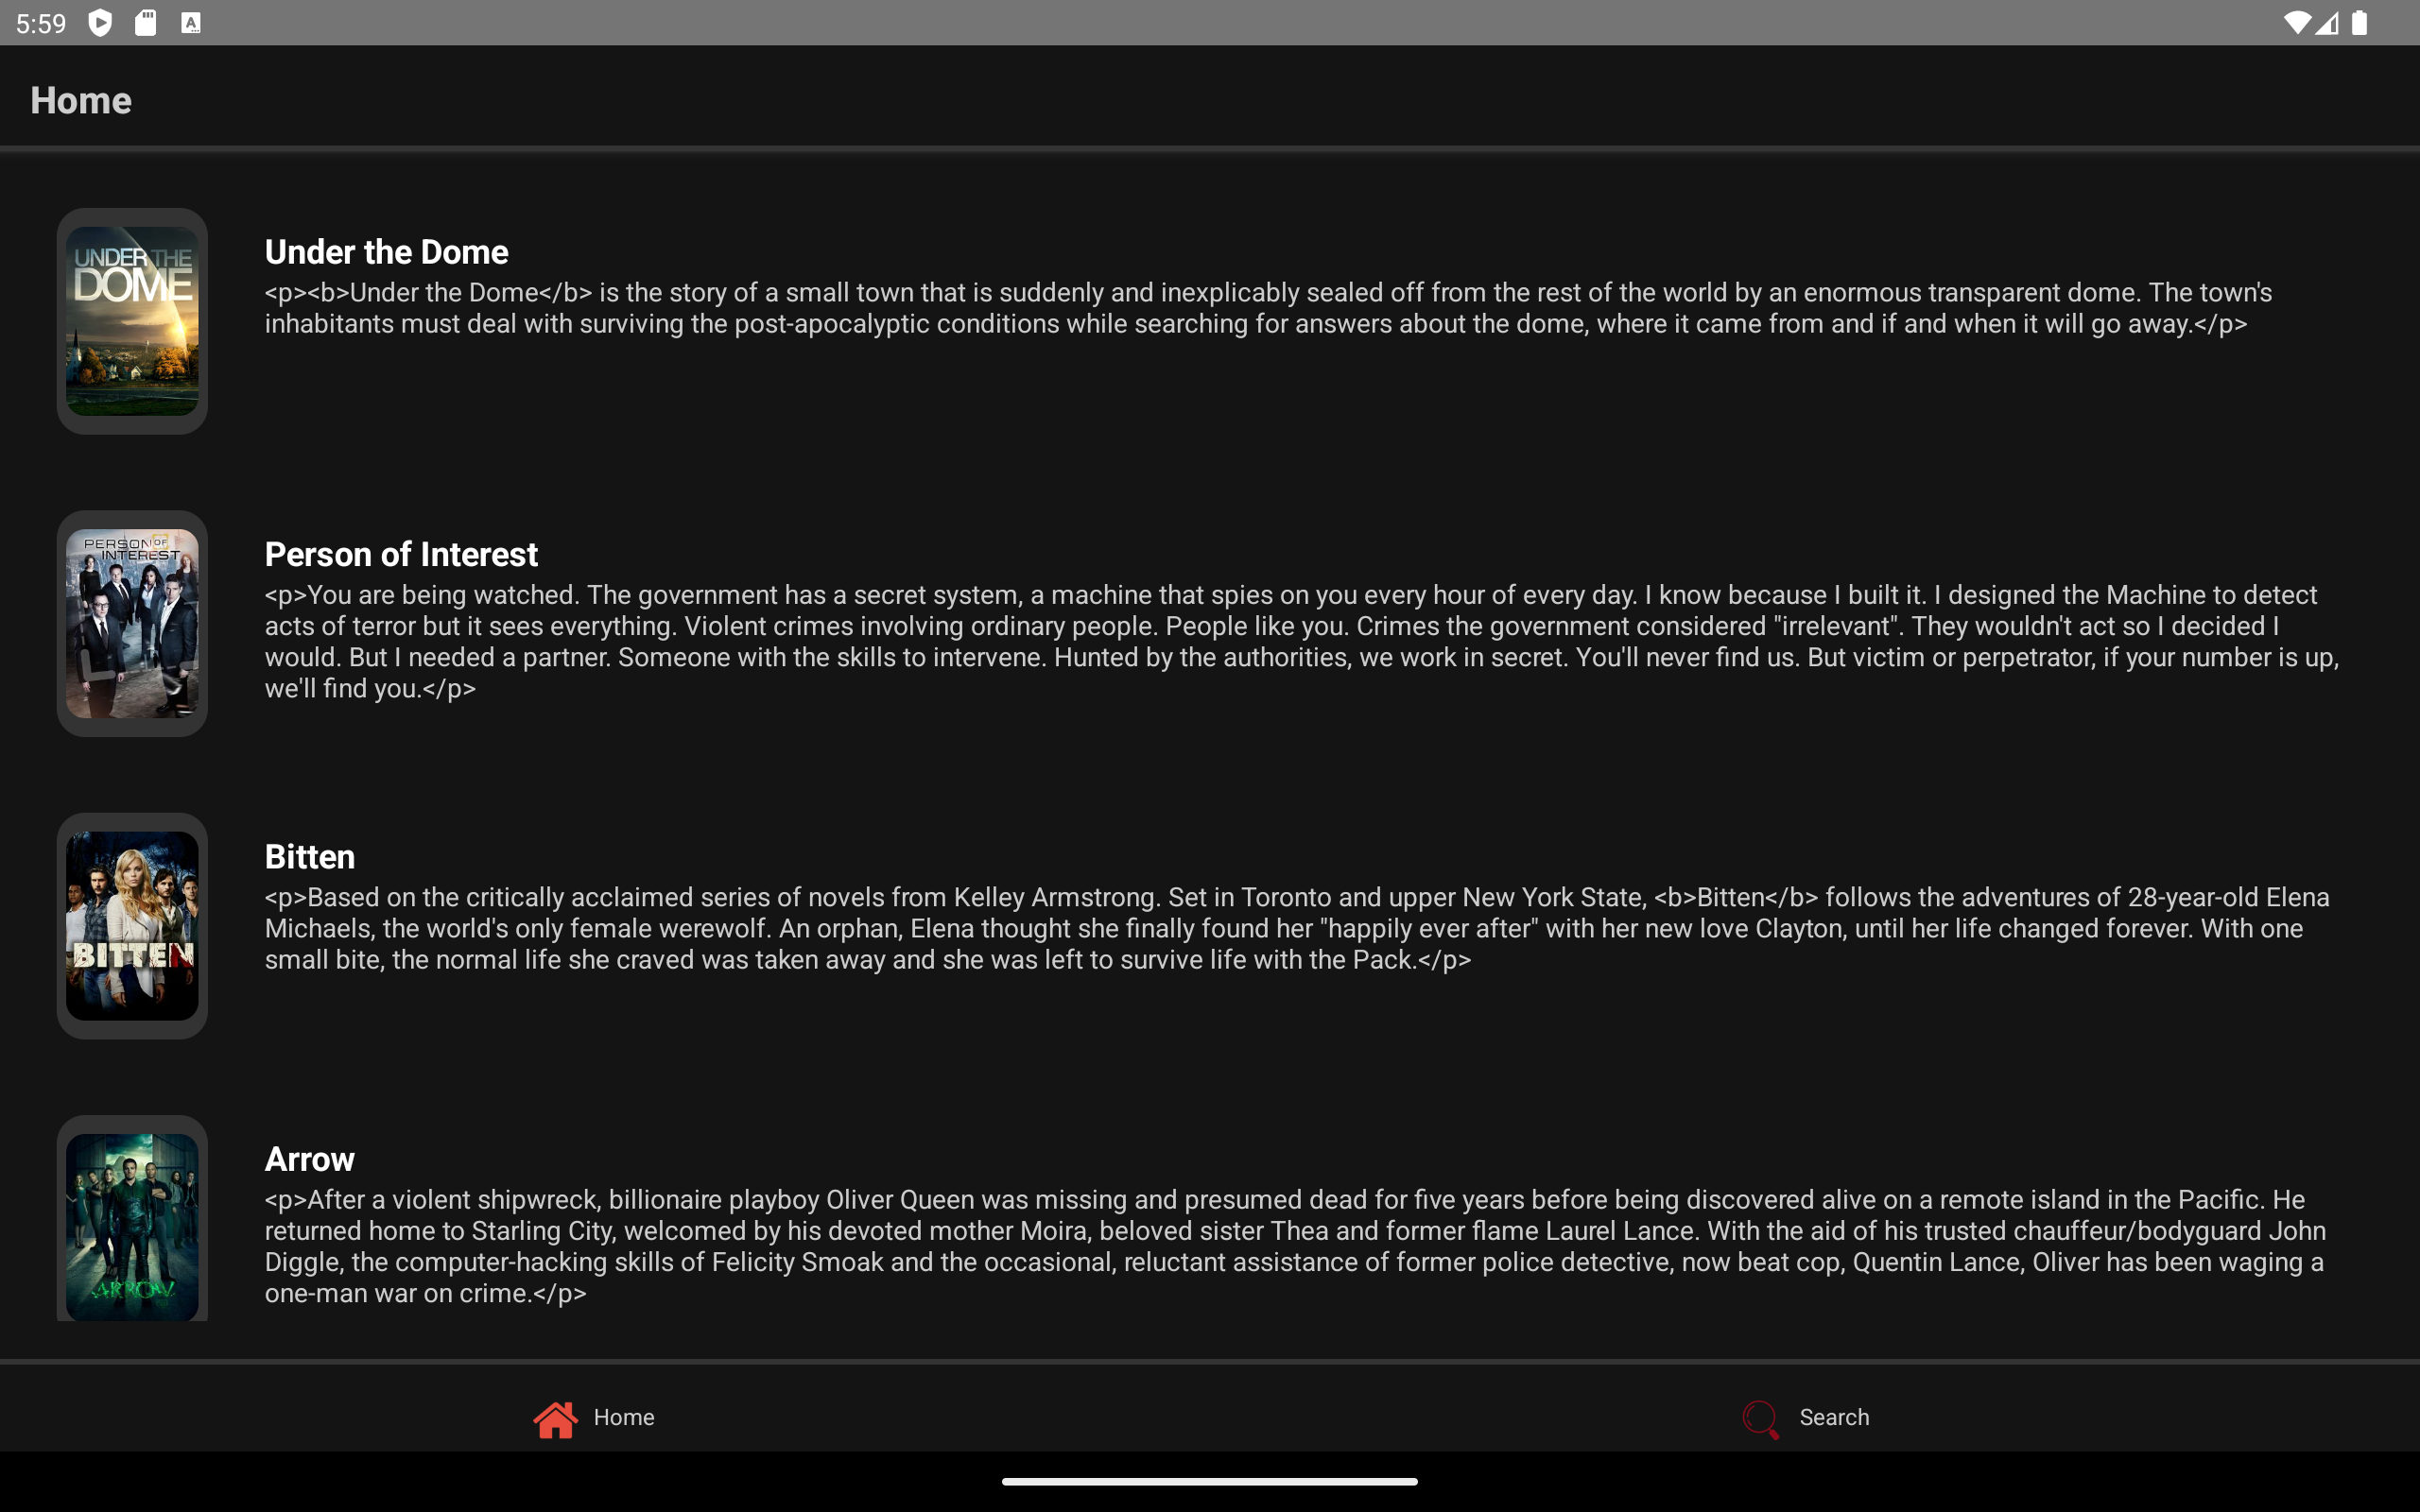 5:59
Home
UNDER THE
DOME
Under the Dome
<p><b>Under the Dome</b> is the story of a small town that is suddenly and inexplicably sealed off from the rest of the world by an enormous transparent dome. The town's
inhabitants must deal with surviving the post-apocalyptic conditions while searching for answers about the dome, where it came from and if and when it will go away.</p>
PERSON OF
INTEREST
Person of Interest
<p>You are being watched. The government has a secret system, a machine that spies on you every hour of every day. I know because I built it. I designed the Machine to detect
acts of terror but it sees everything. Violent crimes involving ordinary people. People like you. Crimes the government considered "irrelevant". They wouldn't act so I decided I
would. But I needed a partner. Someone with the skills to intervene. Hunted by the authorities, we work in secret. You'll never find us. But victim or perpetrator, if your number is up,
we'll find you.</p>
BITTEN
Bitten
<p>Based on the critically acclaimed series of novels from Kelley Armstrong. Set in Toronto and upper New York State, <b>Bitten</b> follows the adventures of 28-year-old Elena
Michaels, the world's only female werewolf. An orphan, Elena thought she finally found her "happily ever after" with her new love Clayton, until her life changed forever. With one
small bite, the normal life she craved was taken away and she was left to survive life with the Pack.</p>
ARROW
Arrow
<p>After a violent shipwreck, billionaire playboy Oliver Queen was missing and presumed dead for five years before being discovered alive on a remote island in the Pacific. He
returned home to Starling City, welcomed by his devoted mother Moira, beloved sister Thea and former flame Laurel Lance. With the aid of his trusted chauffeur/bodyguard John
Diggle, the computer-hacking skills of Felicity Smoak and the occasional, reluctant assistance of former police detective, now beat cop, Quentin Lance, Oliver has been waging a
one-man war on crime.</p>
Home
Search